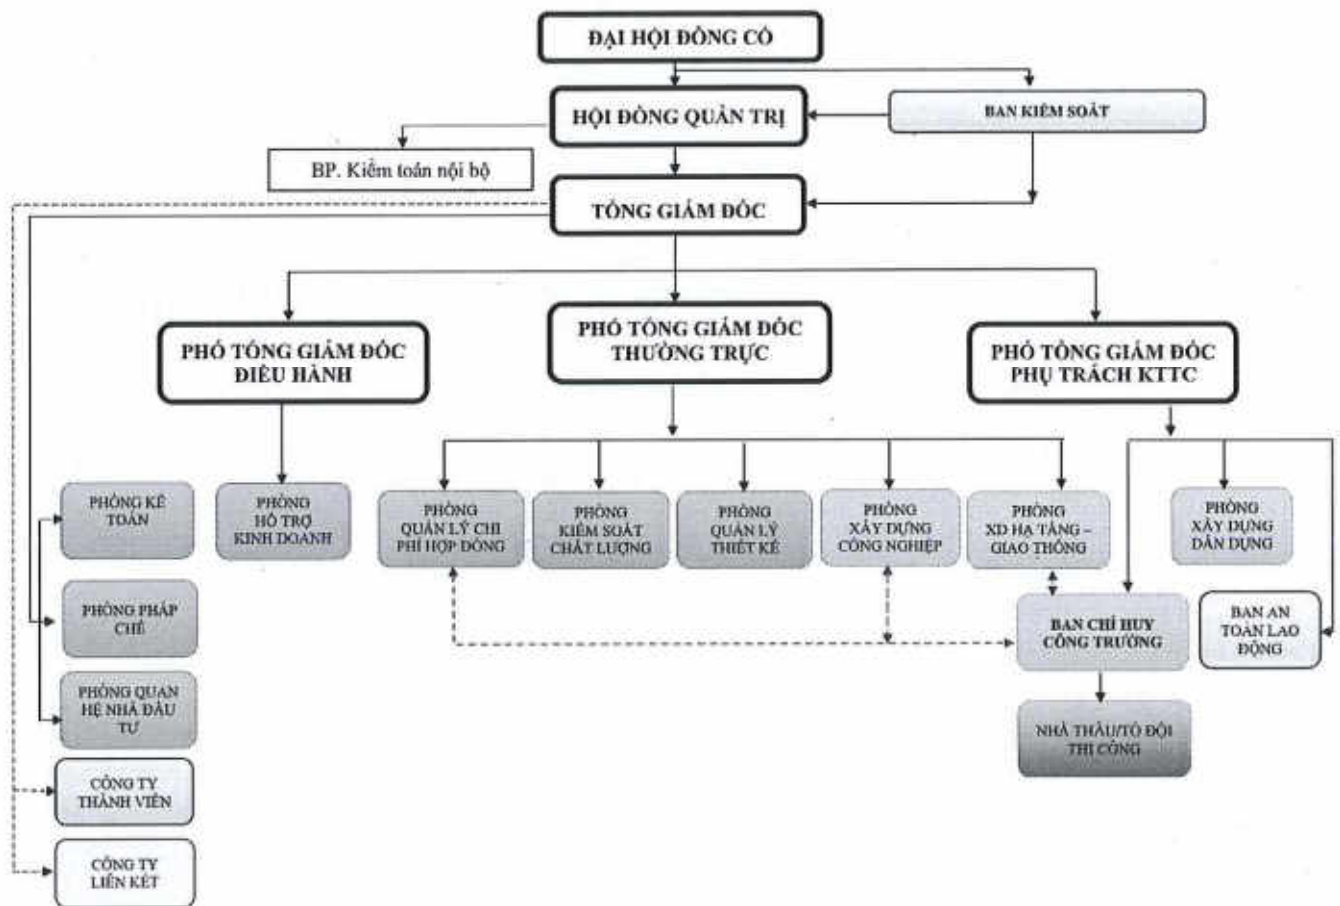 ĐẠI HỘI ĐỒNG CỔ
HỘI ĐỒNG QUẢN TRỊ
BAN KIỂM SOÁT
BP. Kiểm toán nội bộ
TỔNG GIÁM ĐỐC
PHÓ TỔNG GIÁM ĐỐC
ĐIỀU HÀNH
PHÓ TỔNG GIÁM ĐỐC
THƯỜNG TRỰC
PHÓ TỔNG GIÁM ĐỐC
PHỤ TRÁCH KTTC
PHÒNG KẾ
TOÁN
PHÒNG
HỖ TRỢ
KINH DOANH
PHÒNG
QUẢN LÝ CHI
PHÍ HỢP ĐỒNG
PHÒNG
KIỂM SOÁT
CHẤT LƯỢNG
PHÒNG
QUẢN LÝ
THIẾT KẾ
PHÒNG
XÂY DỰNG
CÔNG NGHIỆP
PHÒNG
XD HẠ TẦNG –
GIAO THÔNG
PHÒNG
XÂY DỰNG
DÂN DỤNG
PHÒNG PHÁP
CHẾ
BAN CHỈ HUY
CÔNG TRƯỜNG
BAN AN
TOÀN LAO
ĐỘNG
PHÒNG QUAN
HỆ NHÀ ĐẦU
TƯ
NHÀ THẦU/TỔ ĐỘI
THI CÔNG
CÔNG TY
THÀNH VIÊN
CÔNG TY
LIÊN KẾT